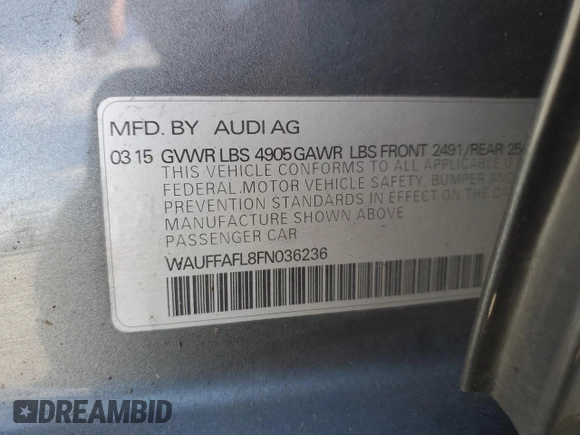 MFD. BY AUDI AG
03 15 GVWR LBS 4905 GAWR LBS FRONT 2491/REAR
THIS VEHICLE CONFORMS TO ALL APPLICABLE
FEDERAL MOTOR VEHICLE SAFETY, BUMPER AND
PREVENTION STANDARDS IN EFFECT ON THE
MANUFACTURE SHOWN ABOVE
PASSENGER CAR
WAUFFAFL8FN036236
DREAMBID